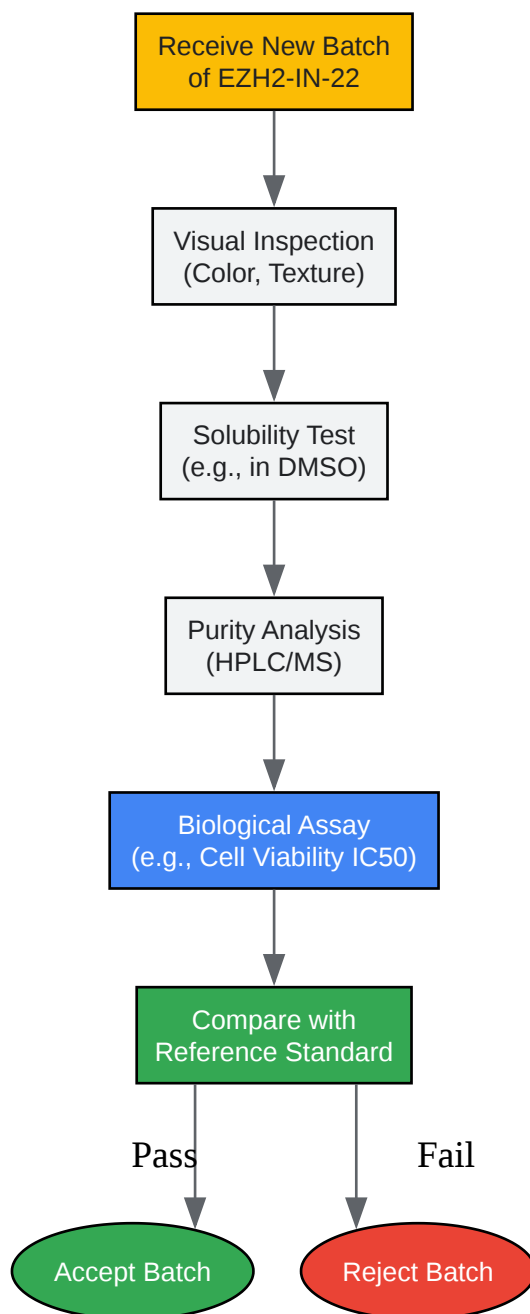 Receive New Batch
of EZH2-IN-22
Visual Inspection
(Color, Texture)
Solubility Test
(e.g., in DMSO)
Purity Analysis
(HPLC/MS)
Biological Assay
(e.g., Cell Viability IC50)
Compare with
Reference Standard
Pass
Fail
Accept Batch
Reject Batch